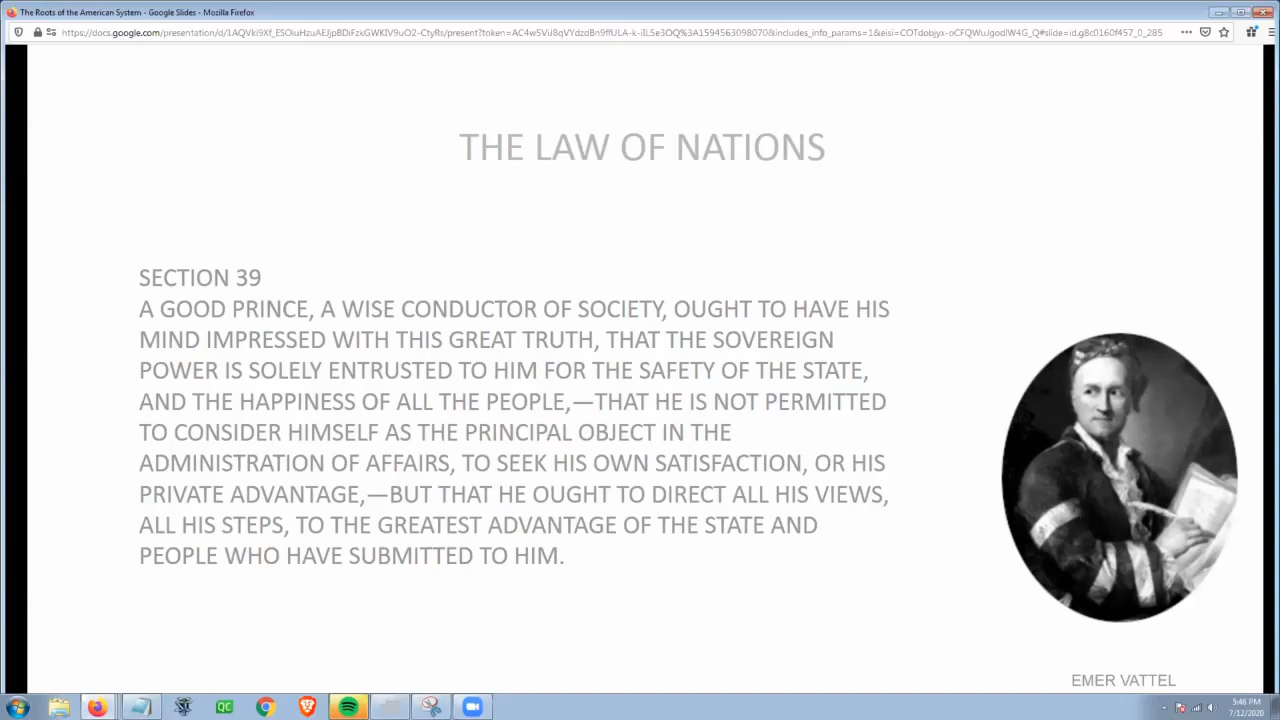 The Roots of the American System - Google Slides - Mozilla Firefox
THE LAW OF NATIONS
SECTION 39
A GOOD PRINCE, A WISE CONDUCTOR OF SOCIETY, OUGHT TO HAVE HIS
MIND IMPRESSED WITH THIS GREAT TRUTH, THAT THE SOVEREIGN
POWER IS SOLELY ENTRUSTED TO HIM FOR THE SAFETY OF THE STATE,
AND THE HAPPINESS OF ALL THE PEOPLE,—THAT HE IS NOT PERMITTED
TO CONSIDER HIMSELF AS THE PRINCIPAL OBJECT IN THE
ADMINISTRATION OF AFFAIRS, TO SEEK HIS OWN SATISFACTION, OR HIS
PRIVATE ADVANTAGE,—BUT THAT HE OUGHT TO DIRECT ALL HIS VIEWS,
ALL HIS STEPS, TO THE GREATEST ADVANTAGE OF THE STATE AND
PEOPLE WHO HAVE SUBMITTED TO HIM.
EMER VATTEL
QC
5:46 PM
7/12/2020